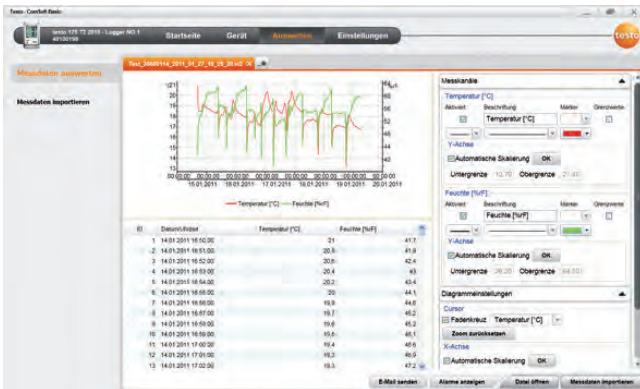 Testo - Comfort Basic
testo 175 T2 2010 - Logger NO.1
40100198
Startseite Gerät Auswerten Einstellungen
testo
Messdaten auswerten
Messdaten importieren
Messkanäle
Temperatur [°C]
Aktiviert Beschriftung Marker Grenzwerte
Temperatur [°C]
Y-Achse
Automatische Skalierung OK
Untergrenze Obergrenze
Feuchte [%rF]
Aktiviert Beschriftung Marker Grenzwerte
Feuchte [%rF]
Y-Achse
Automatische Skalierung OK
Untergrenze Obergrenze
Diagrammeinstellungen
Cursor
Fadenkreuz Temperatur [°C]
Zoom zurücksetzen
X-Achse
Automatische Skalierung OK
21
20
19
18
17
16
15
14
13
15.01.2011 16.01.2011 17.01.2011 18.01.2011 19.01.2011 20.01.2011
Temperatur [°C] Feuchte [%rF]
ID Datum/Uhrzeit Temperatur [°C] Feuchte [%rF]
1 14.01.2011 16:50:00 21 41,7
2 14.01.2011 16:51:00 20,8 41,9
3 14.01.2011 16:52:00 20,6 42,4
4 14.01.2011 16:53:00 20,4 43
5 14.01.2011 16:54:00 20,2 43,4
6 14.01.2011 16:55:00 20 44,1
7 14.01.2011 16:56:00 19,9 44,6
8 14.01.2011 16:57:00 19,7 45,2
9 14.01.2011 16:58:00 19,6 45,2
10 14.01.2011 16:59:00 19,5 46,1
11 14.01.2011 17:00:00 19,4 46,6
12 14.01.2011 17:01:00 19,3 46,9
13 14.01.2011 17:02:00 19,3 47,2
E-Mail senden Alarme anzeigen Datei öffnen Messdaten importieren